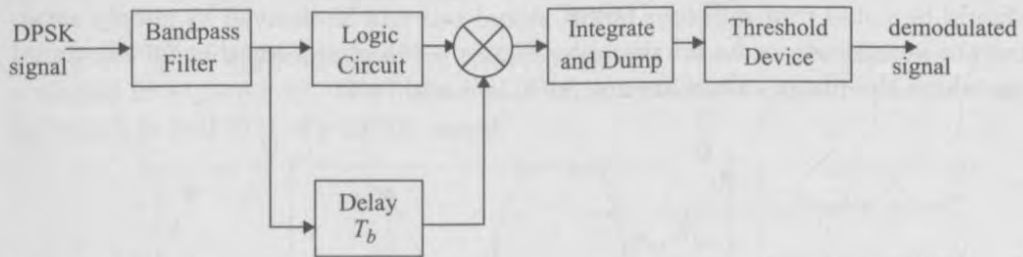 DPSK
signal
Bandpass
Filter
Logic
Circuit
Integrate
and Dump
Threshold
Device
demodulated
signal
Delay
T_b